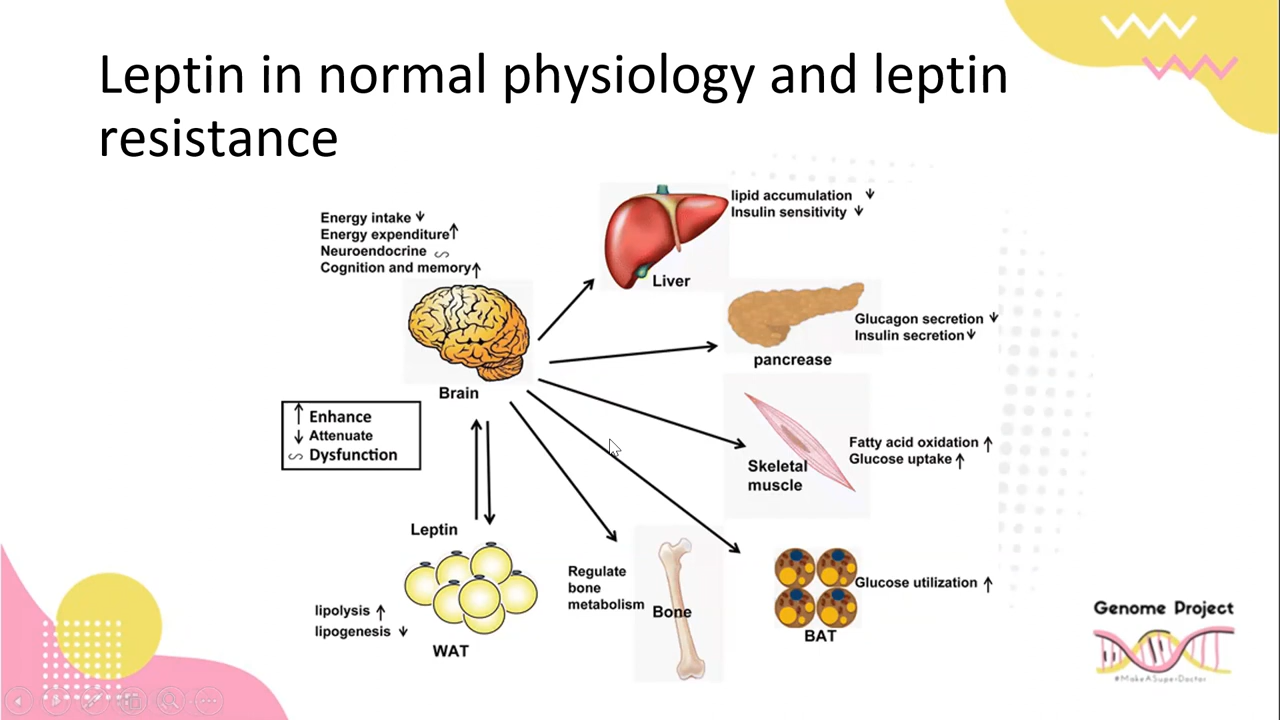 Leptin in normal physiology and leptin
resistance
Energy intake ↓
Energy expenditure↑
Neuroendocrine ∽
Cognition and memory↑
Brain
lipid accumulation ↓
Insulin sensitivity ↓
Liver
Glucagon secretion ↓
Insulin secretion↓
pancrease
↑ Enhance
↓ Attenuate
∽ Dysfunction
Fatty acid oxidation ↑
Glucose uptake ↑
Skeletal
muscle
Leptin
lipolysis ↑
lipogenesis ↓
WAT
Regulate
bone
metabolism
Bone
Glucose utilization ↑
BAT
Genome Project
#MakeASuperDoctor